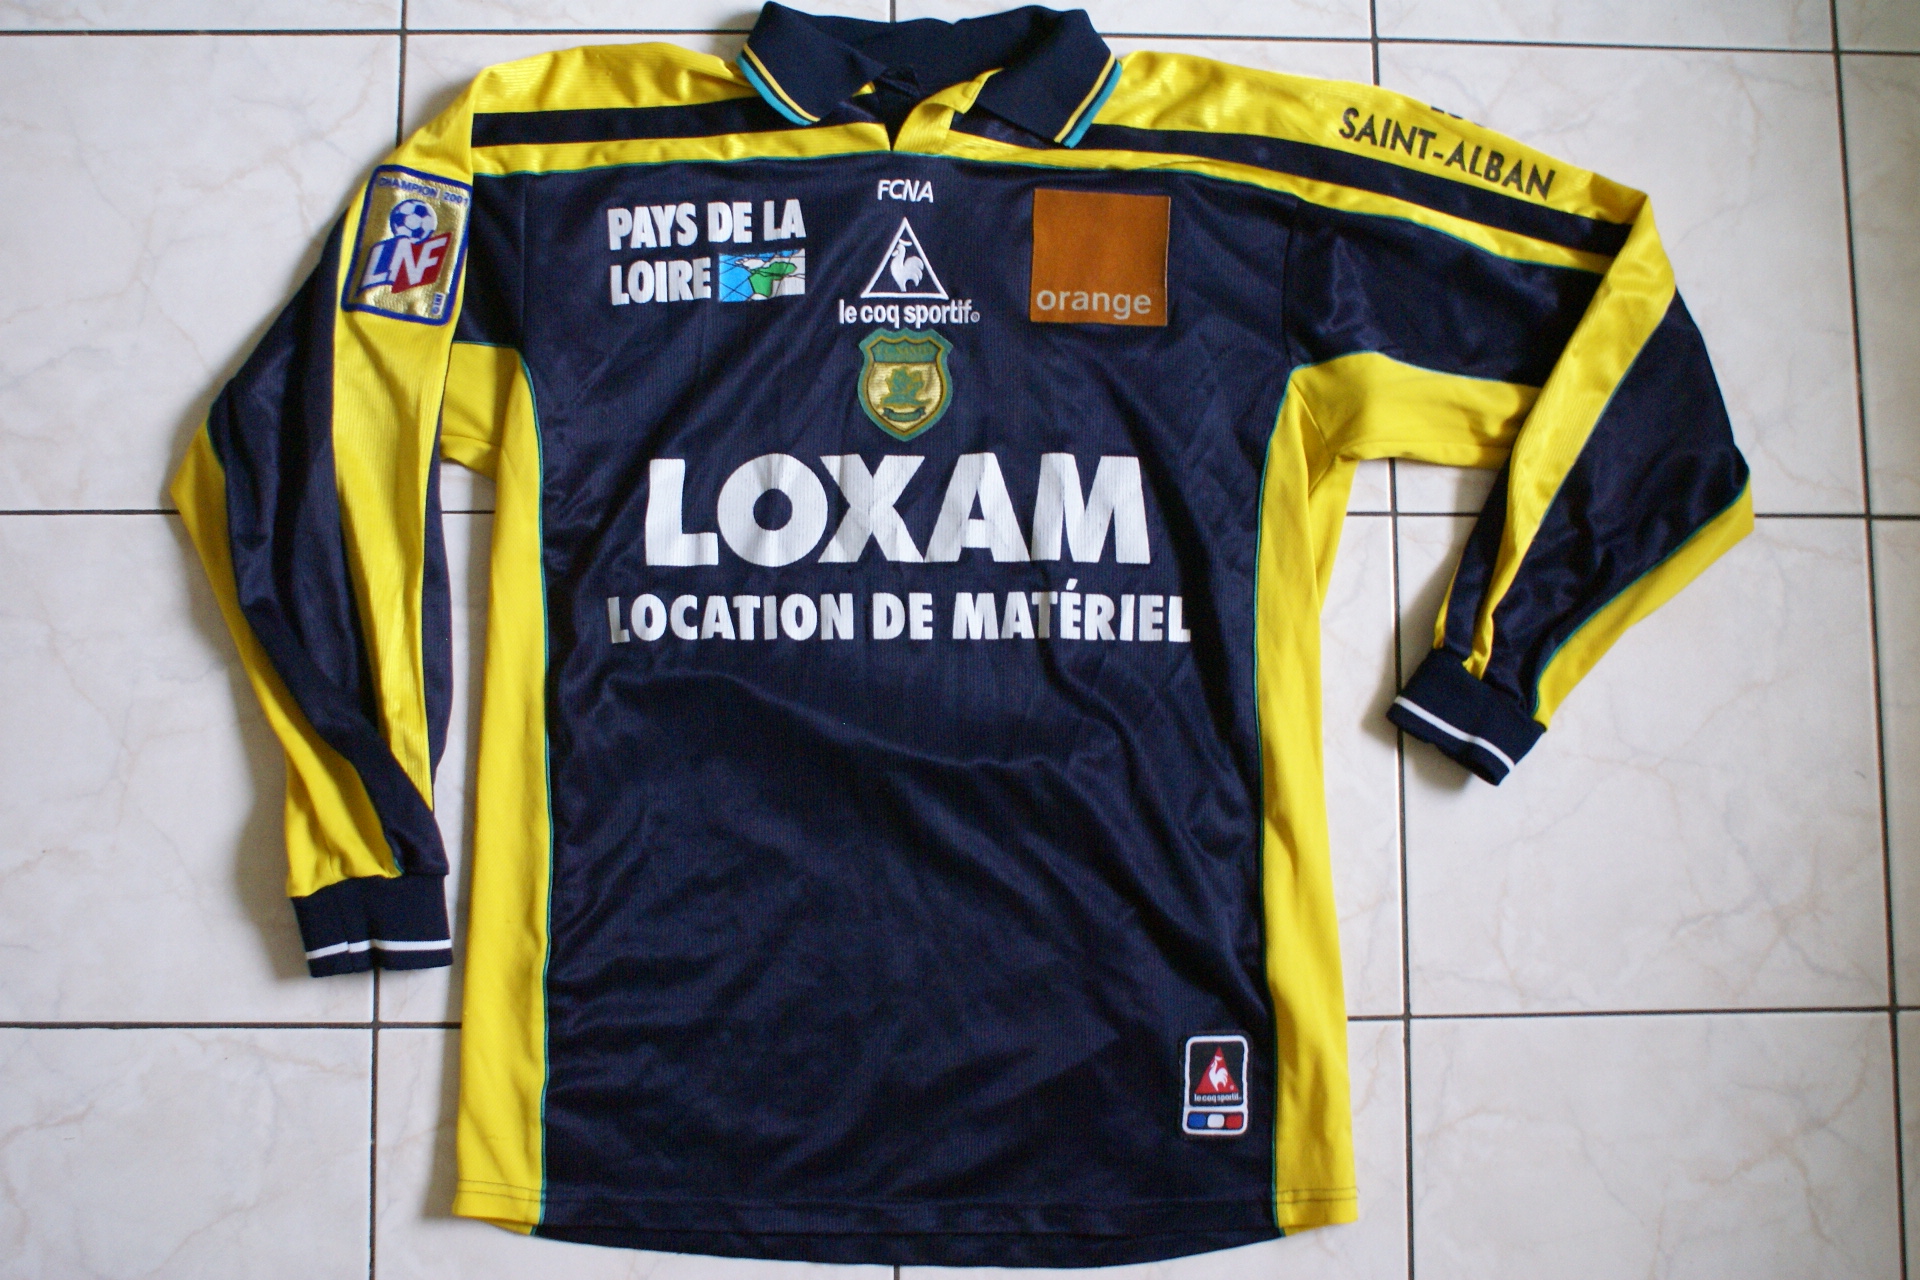 SAINT-ALBAN
CHAMPION 2001
LNF
FCNA
PAYS DE LA
LOIRE
le coq sportif
orange
LOXAM
LOCATION DE MATÉRIEL
le coq sportif